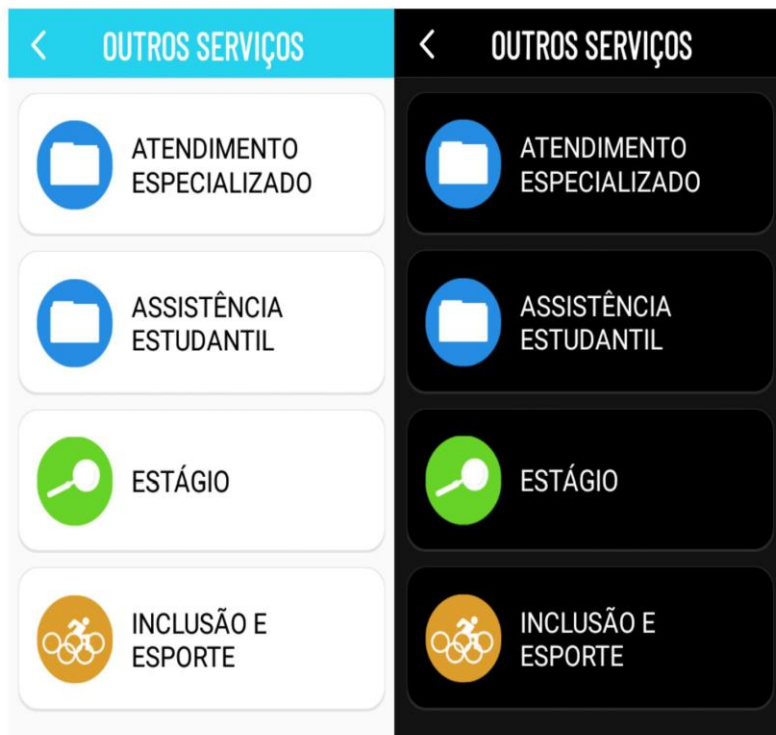 OUTROS SERVIÇOS
ATENDIMENTO
ESPECIALIZADO
ASSISTÊNCIA
ESTUDANTIL
ESTÁGIO
INCLUSÃO E
ESPORTE
OUTROS SERVIÇOS
ATENDIMENTO
ESPECIALIZADO
ASSISTÊNCIA
ESTUDANTIL
ESTÁGIO
INCLUSÃO E
ESPORTE